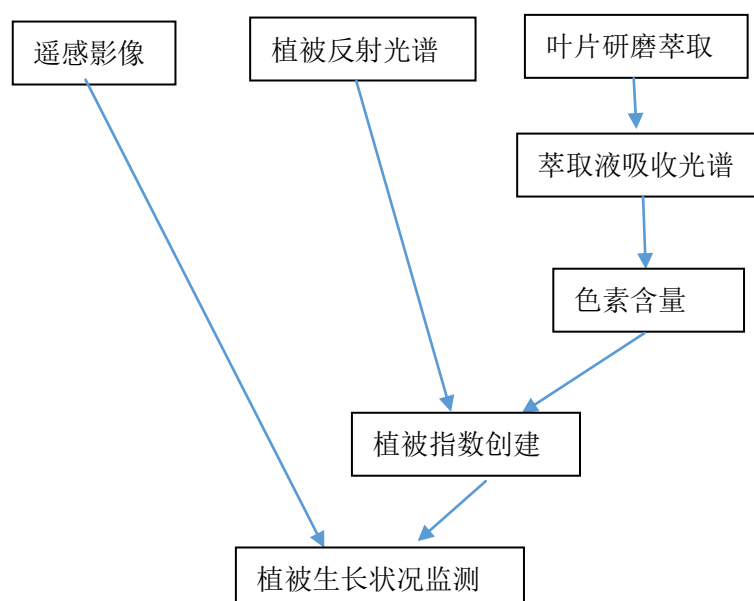 遥感影像
植被反射光谱
叶片研磨萃取
萃取液吸收光谱
色素含量
植被指数创建
植被生长状况监测